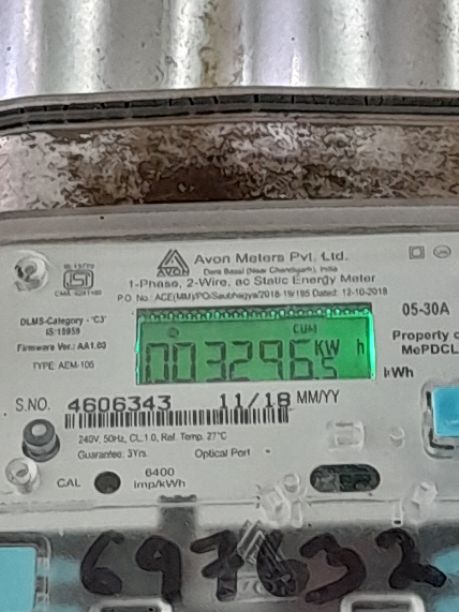 Avon Meters Pvt. Ltd.
AVON
Dera Bassi (Near Chandigarh), India
1-Phase, 2-Wire, ac Static Energy Meter
P.O. No.: ACE(MM)/PO/Saubhagya/2018-19/195 Dated: 12-10-2018
DLMS-Category - 'C3'
IS:15959
Firmware Ver.: AA1.03
TYPE: AEM-106
CUM
003296.5 KW h
kWh
05-30A
Property o
MePDCL
S.NO. 4606343 11/18 MM/YY
240V, 50Hz, CL.1.0, Ref. Temp. 27°C
Guarantee: 3Yrs. Optical Port
CAL 6400
imp/kWh
697632